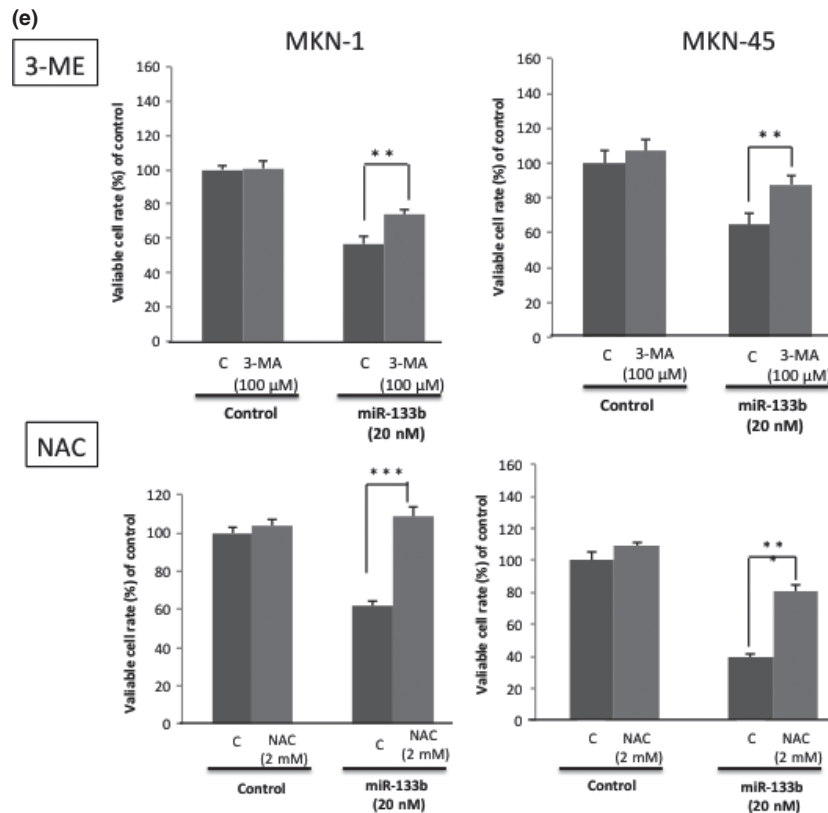 (e)
MKN-1
MKN-45
3-ME
Valiable cell rate (%) of control
160
140
120
100
80
60
40
20
0
**
C 3-MA
(100 µM)
C 3-MA
(100 µM)
Control
miR-133b
(20 nM)
Valiable cell rate (%) of control
160
140
120
100
80
60
40
20
0
**
C 3-MA
(100 µM)
C 3-MA
(100 µM)
Control
miR-133b
(20 nM)
NAC
Valiable cell rate (%) of control
120
100
80
60
40
20
0
***
C NAC
(2 mM)
C NAC
(2 mM)
Control
miR-133b
(20 nM)
Valiable cell rate (%) of control
160
140
120
100
80
60
40
20
0
**
*
C NAC
(2 mM)
C NAC
(2 mM)
Control
miR-133b
(20 nM)